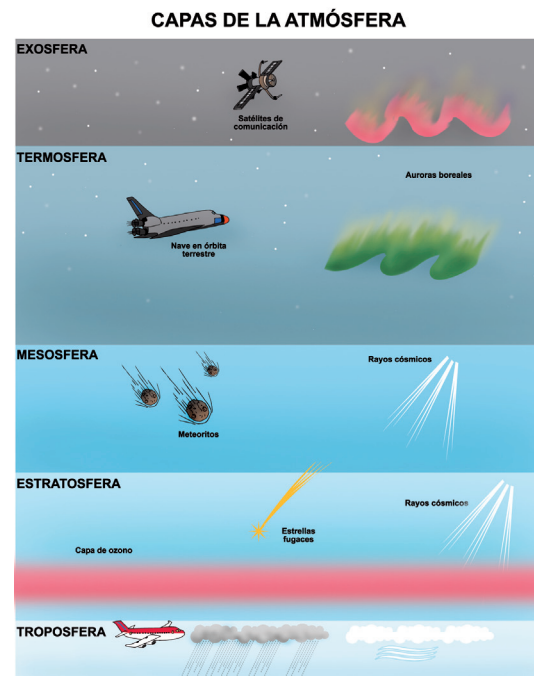 CAPAS DE LA ATMÓSFERA
EXOSFERA
Satélites de
comunicación
TERMOSFERA
Auroras boreales
Nave en órbita
terrestre
MESOSFERA
Rayos cósmicos
Meteoritos
ESTRATOSFERA
Rayos cósmicos
Estrellas
fugaces
Capa de ozono
TROPOSFERA